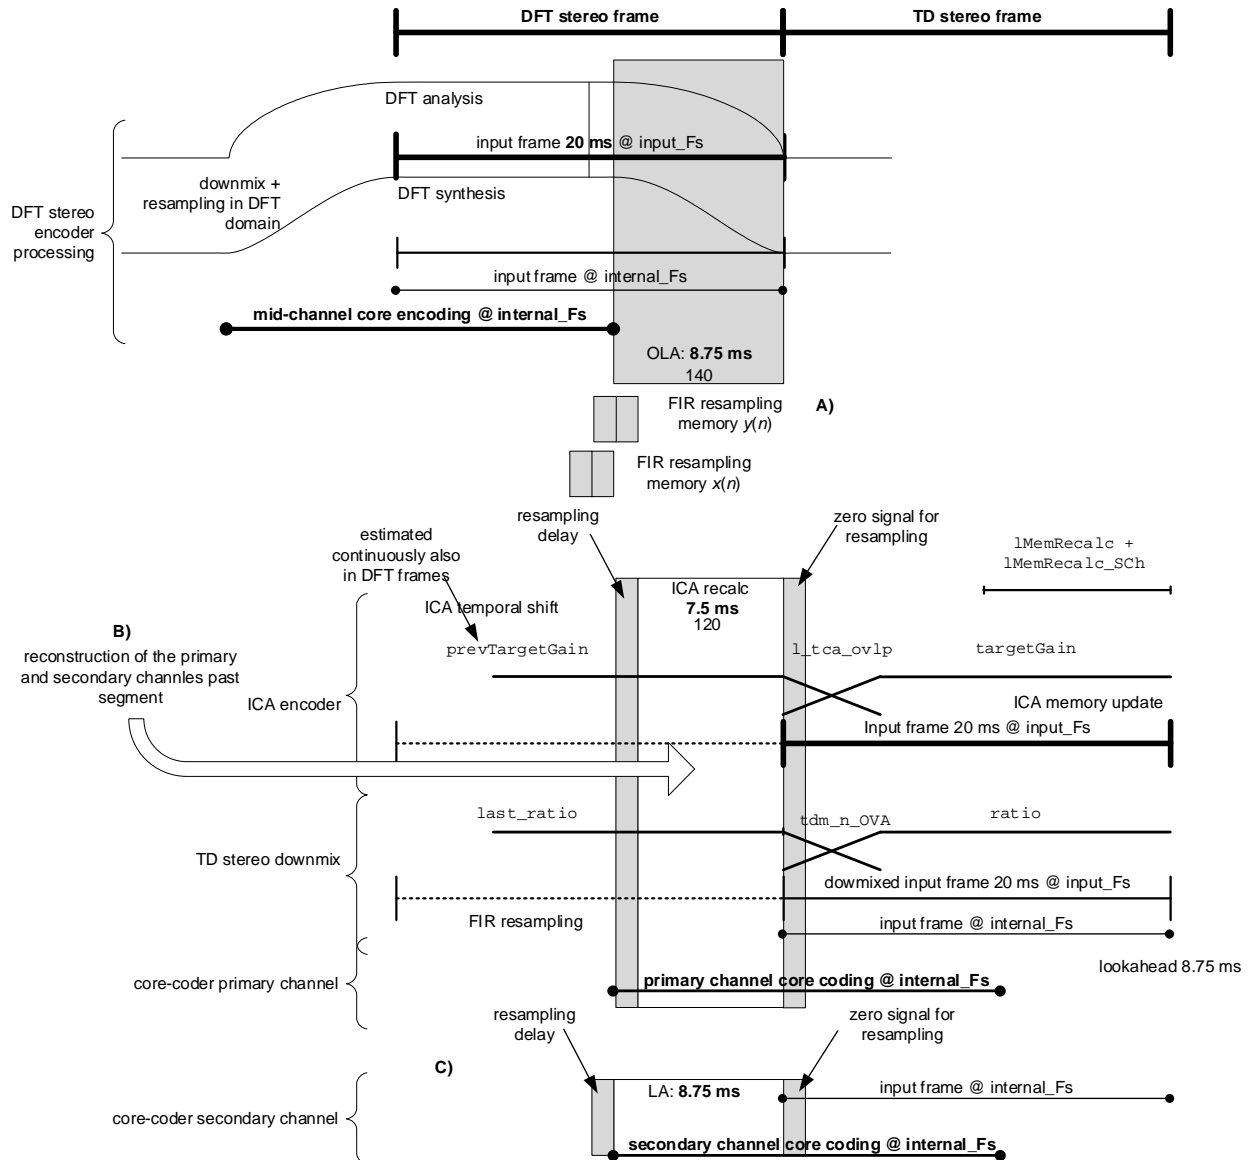 DFT stereo frame
TD stereo frame
DFT analysis
input frame 20 ms @ input_Fs
downmix +
resampling in DFT
domain
DFT synthesis
DFT stereo
encoder
processing
input frame @ internal_Fs
mid-channel core encoding @ internal_Fs
OLA: 8.75 ms
140
A)
FIR resampling
memory y(n)
FIR resampling
memory x(n)
resampling
delay
zero signal for
resampling
estimated
continuously also
in DFT frames
lMemRecalc +
lMemRecalc_SCh
ICA recalc
7.5 ms
120
ICA temporal shift
B)
reconstruction of the primary
and secondary channles past
segment
prevTargetGain
l_tca_ovlp
targetGain
ICA encoder
ICA memory update
Input frame 20 ms @ input_Fs
last_ratio
tdm_n_OVA
ratio
TD stereo downmix
dowmixed input frame 20 ms @ input_Fs
FIR resampling
input frame @ internal_Fs
lookahead 8.75 ms
core-coder primary channel
primary channel core coding @ internal_Fs
resampling
delay
zero signal for
resampling
C)
LA: 8.75 ms
input frame @ internal_Fs
core-coder secondary channel
secondary channel core coding @ internal_Fs